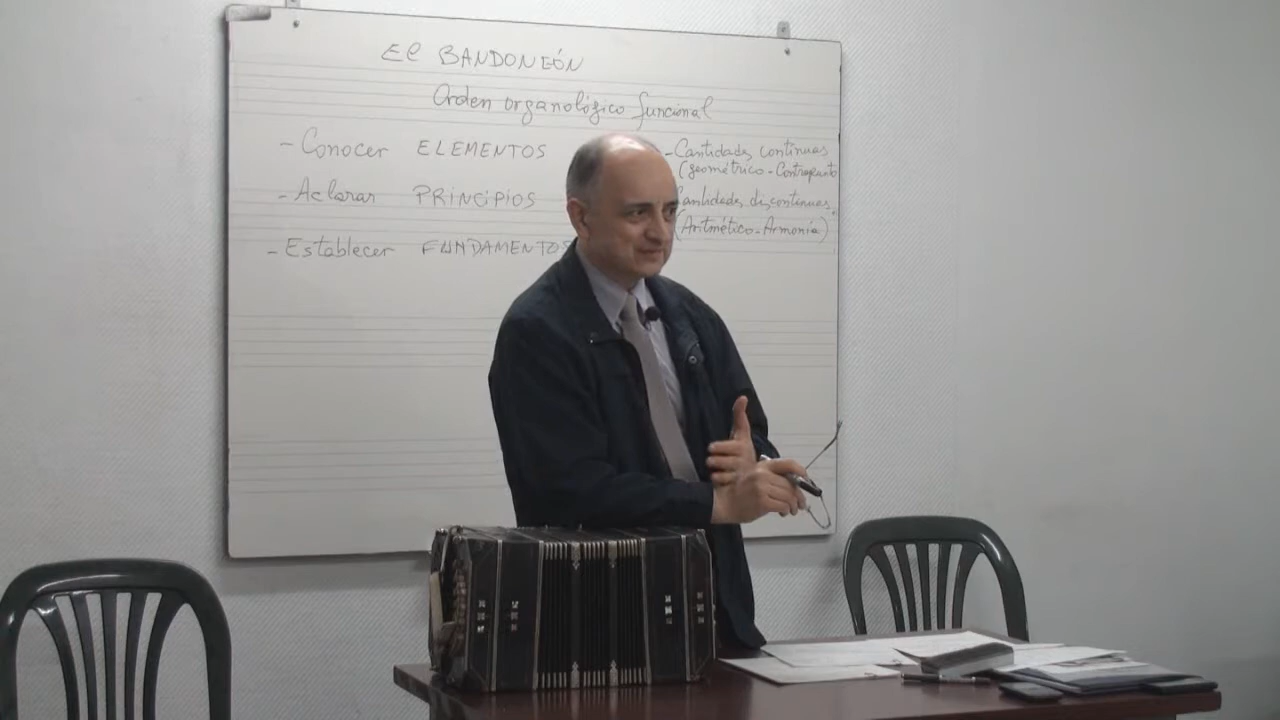 El BANDONEÓN
Orden organológico funcional
- Conocer ELEMENTOS
- Aclarar PRINCIPIOS
- Establecer FUNDAMENTOS
- Cantidades continuas
(geométrico - Contrapunto
Cantidades discontinuas.
(Aritmético - Armonía)